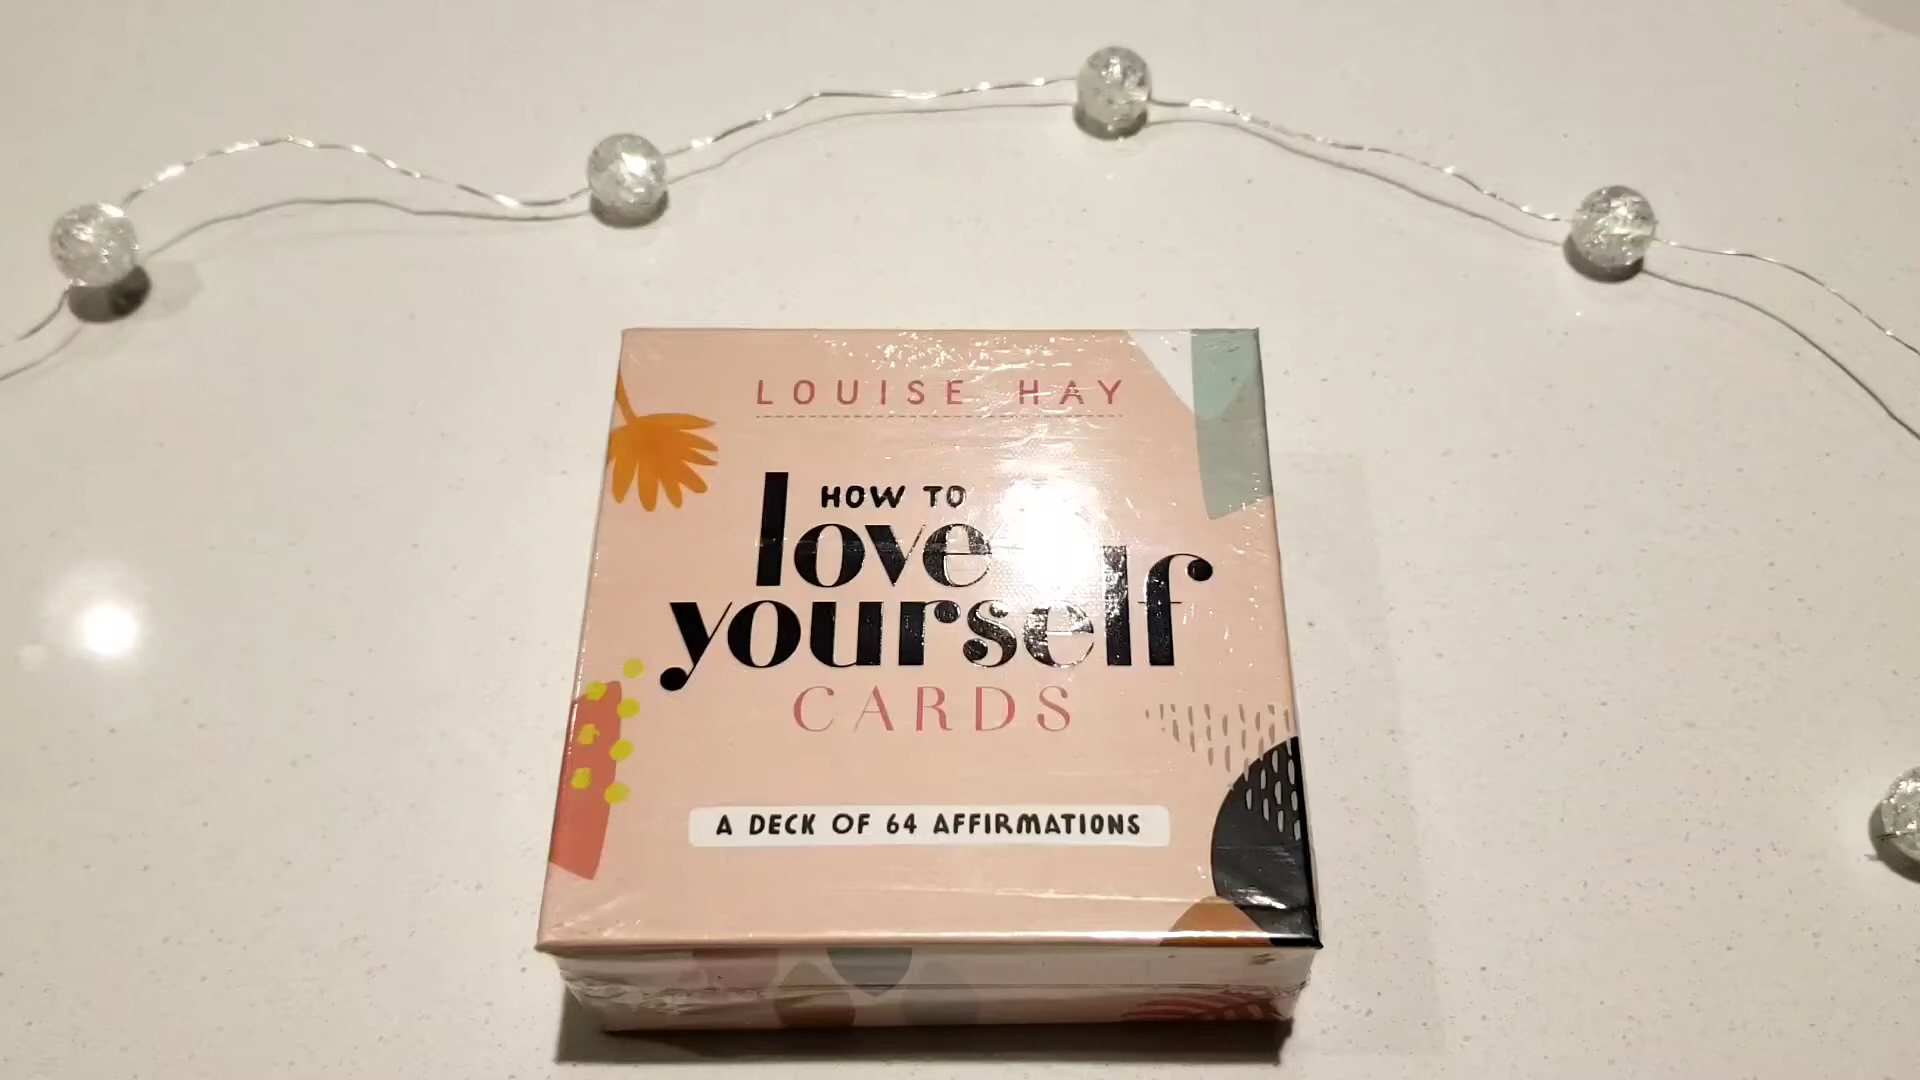 LOUISE HAY
HOW TO
love
yourself
CARDS
A DECK OF 64 AFFIRMATIONS